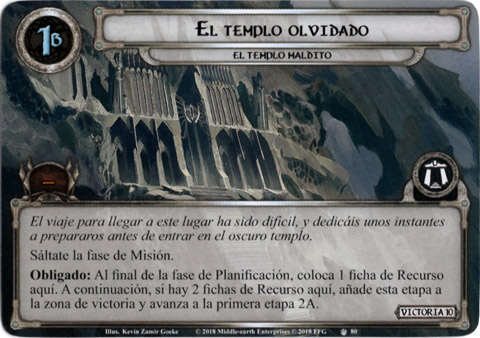 1B
EL TEMPLO OLVIDADO
EL TEMPLO MALDITO
–
El viaje para llegar a este lugar ha sido difícil, y dedicáis unos instantes
a prepararos antes de entrar en el oscuro templo.
Sáltate la fase de Misión.
Obligado: Al final de la fase de Planificación, coloca 1 ficha de Recurso
aquí. A continuación, si hay 2 fichas de Recurso aquí, añade esta etapa a
la zona de victoria y avanza a la primera etapa 2A.
VICTORIA 10
Illus. Kevin Zamir Goeke © 2018 Middle-earth Enterprises © 2018 FFG 80